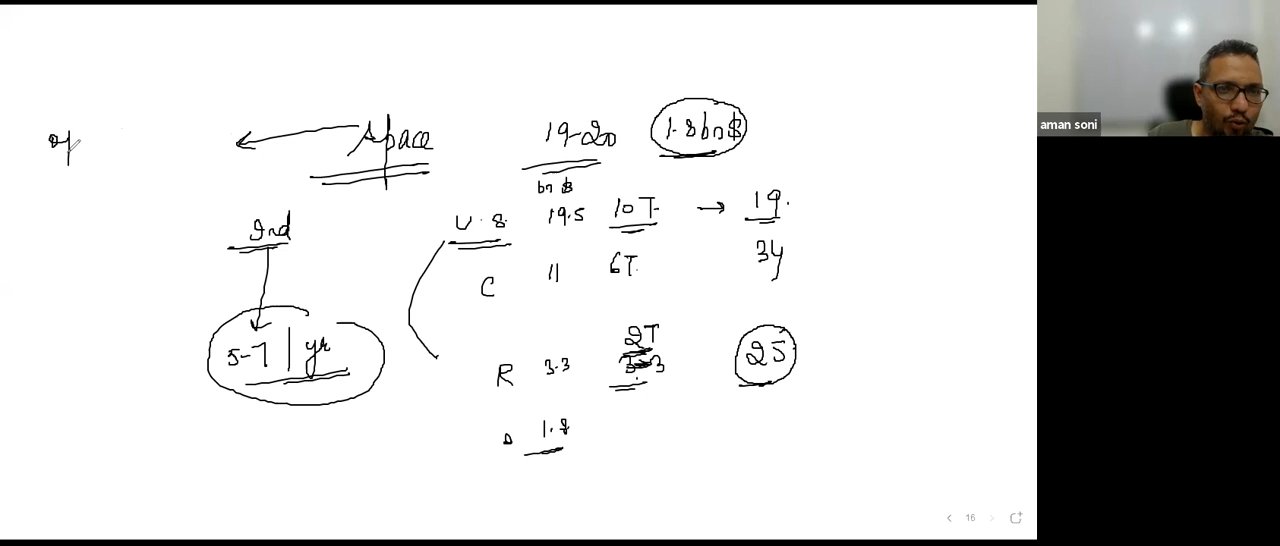 Space 19-20 1.8bn$
bn $
Ind U.S. 19.5 10T. → 19.
C 11 6T. 34
5-7 | yr
2T
R 3.3 25
1.8
aman soni
16